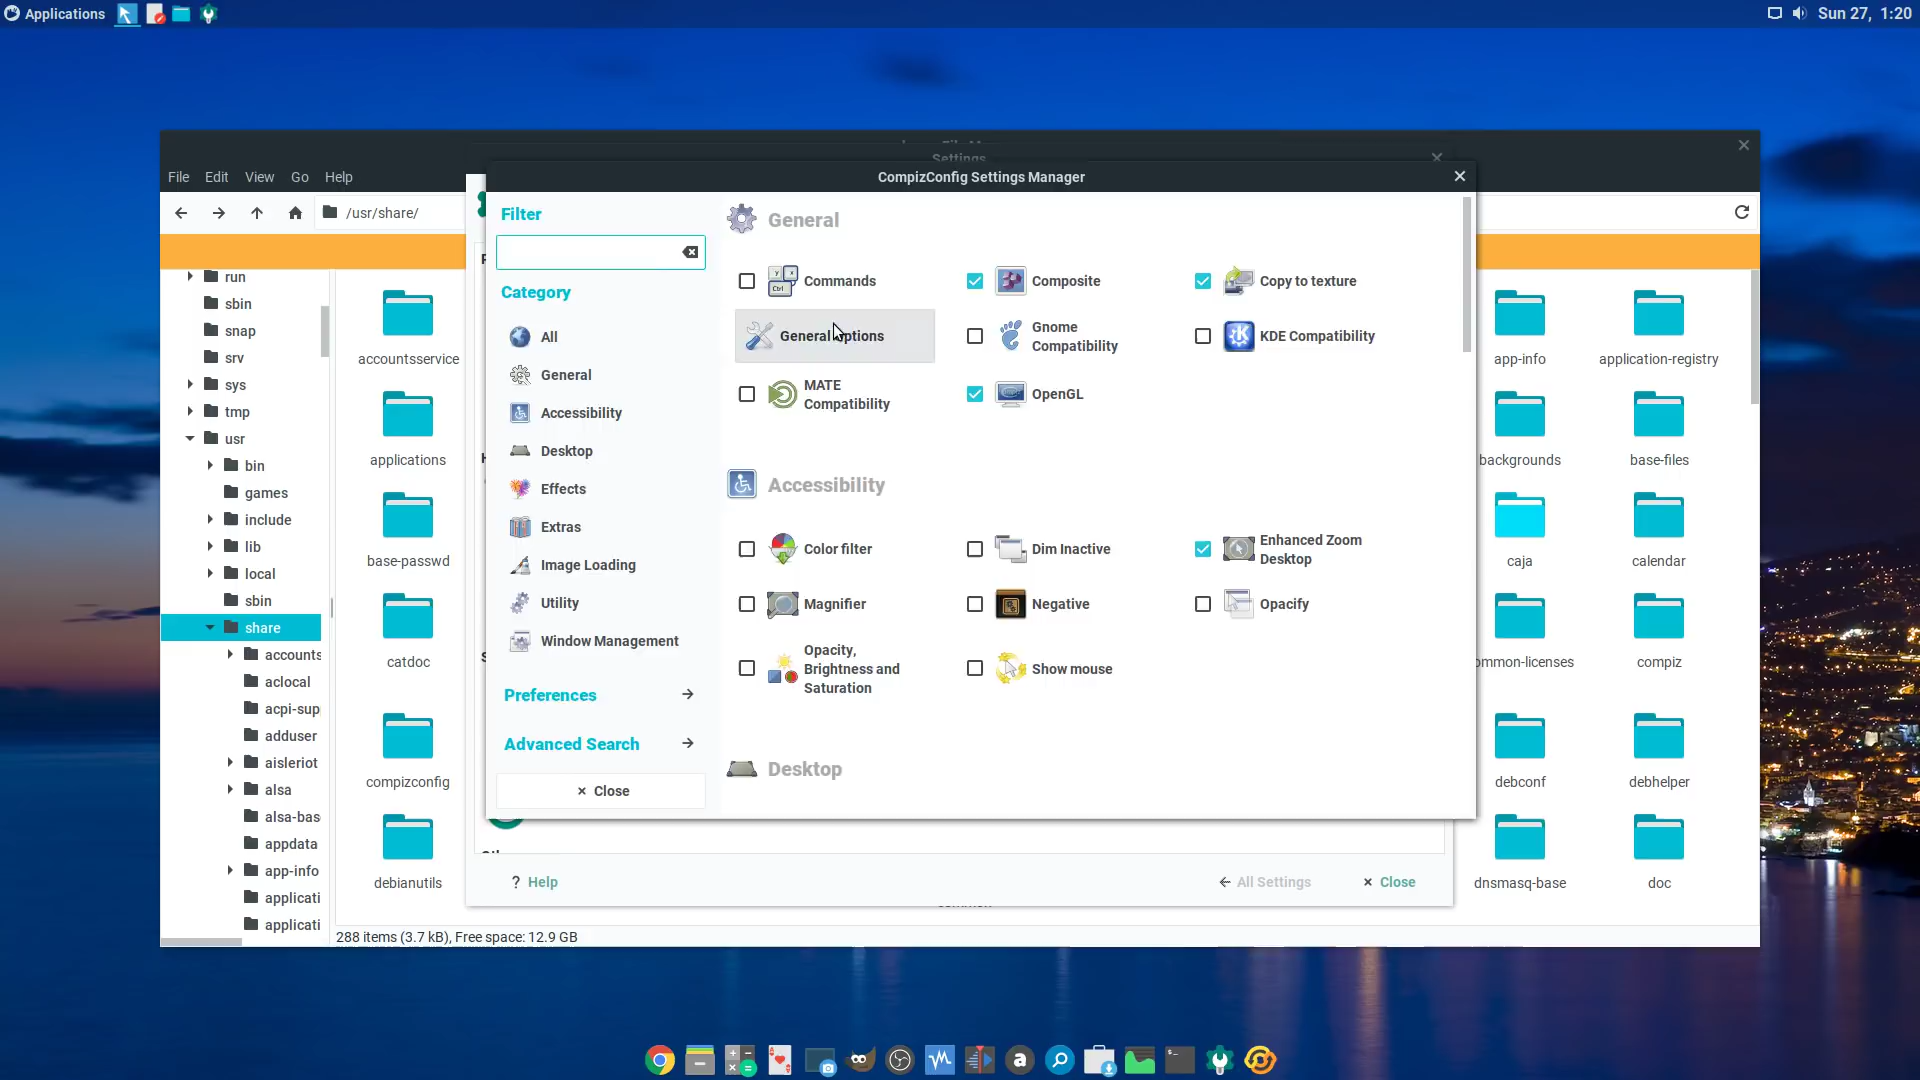 Applications
Sun 27, 1:20
Settings
File Edit View Go Help
CompizConfig Settings Manager
/usr/share/
Filter
Category
All
General
Accessibility
Desktop
Effects
Extras
Image Loading
Utility
Window Management
Preferences
Advanced Search
Close
General
Commands
Composite
Copy to texture
General Options
Gnome
Compatibility
KDE Compatibility
MATE
Compatibility
OpenGL
Accessibility
Color filter
Dim Inactive
Enhanced Zoom
Desktop
Magnifier
Negative
Opacity
Opacity,
Brightness and
Saturation
Show mouse
Desktop
run
sbin
snap
srv
sys
tmp
usr
bin
games
include
lib
local
sbin
share
accounts
aclocal
acpi-sup
adduser
aisleriot
alsa
alsa-bas
appdata
app-info
applicati
applicati
accountsservice
applications
base-passwd
catdoc
compizconfig
debianutils
app-info
application-registry
backgrounds
base-files
caja
calendar
ommon-licenses
compiz
debconf
debhelper
dnsmasq-base
doc
? Help
All Settings
Close
288 items (3.7 kB), Free space: 12.9 GB